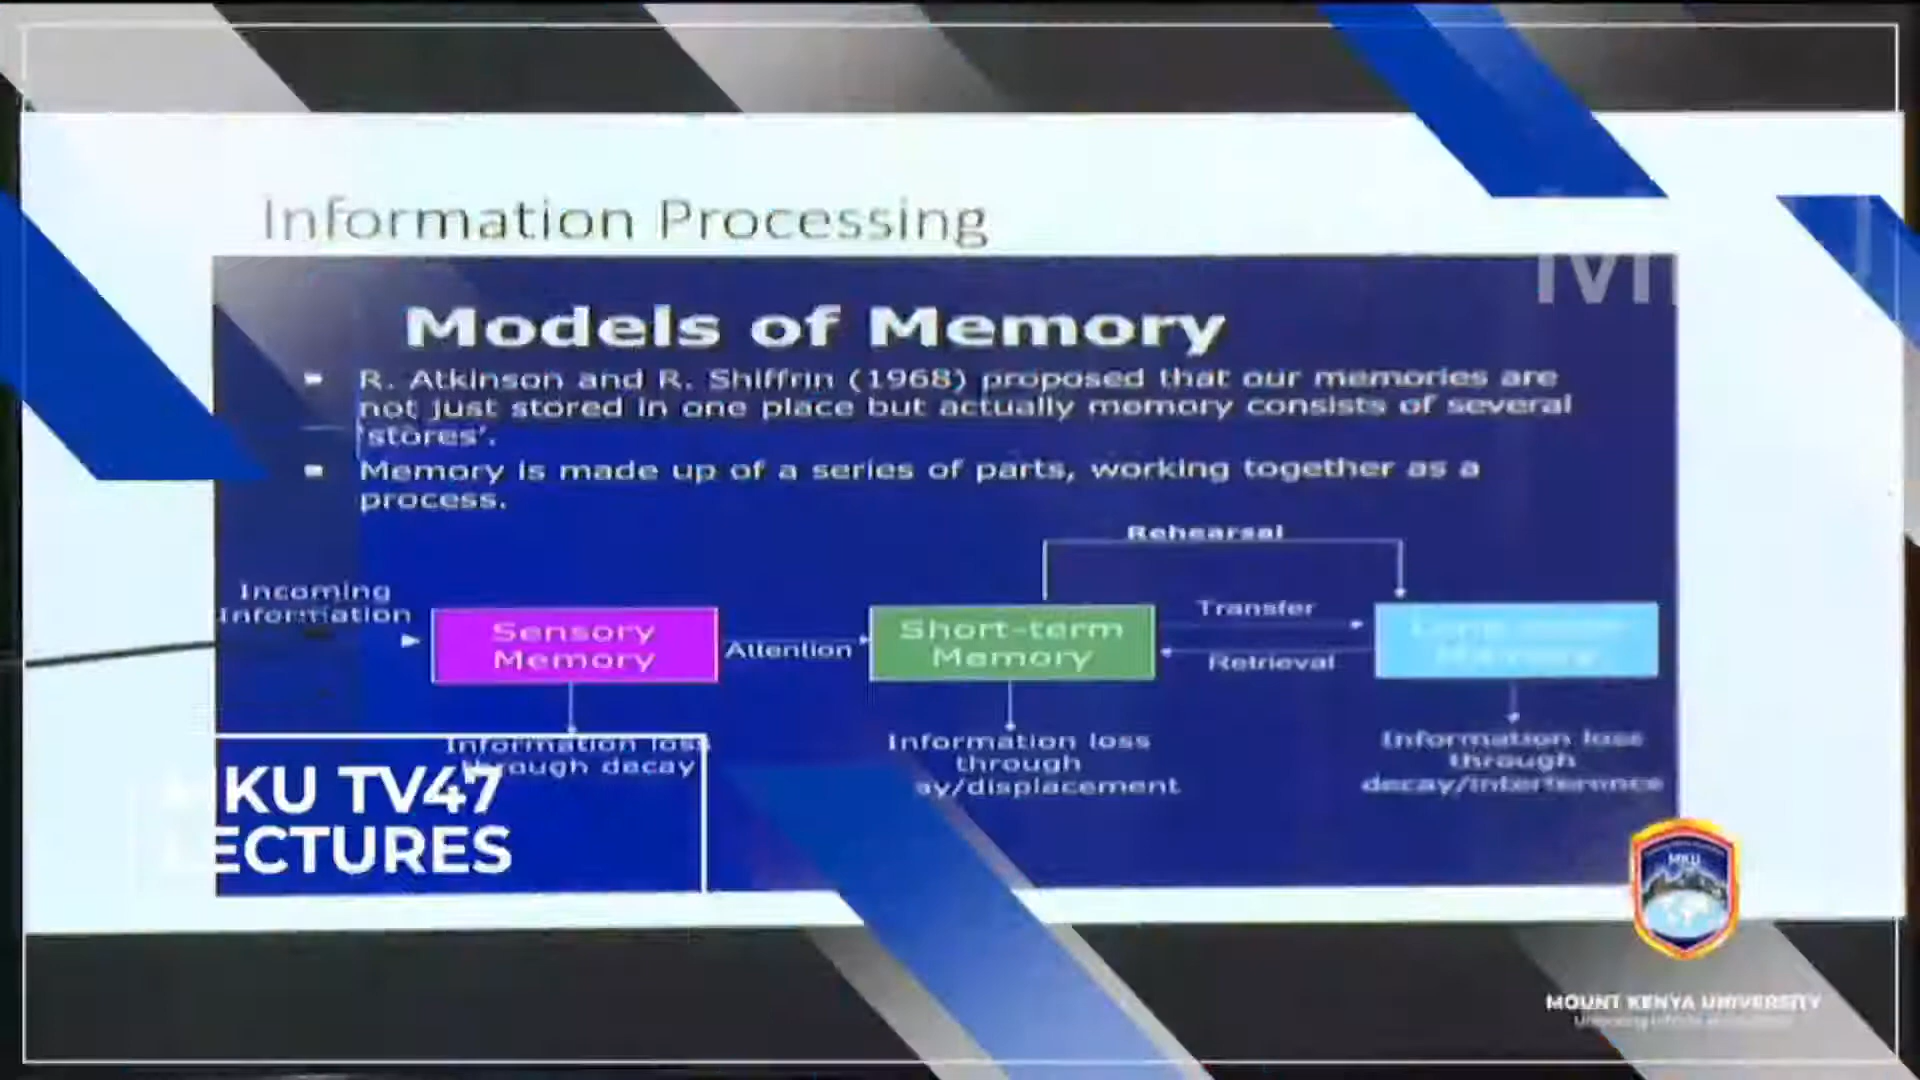 Information Processing
Models of Memory
R. Atkinson and R. Shiffrin (1968) proposed that our memories are
not just stored in one place but actually memory consists of several
'stores'.
Memory is made up of a series of parts, working together as a
process.
Rehearsal
Incoming
Information
Sensory
Memory
Attention
Short-term
Memory
Transfer
Retrieval
Information loss
through decay
Information loss
through
ay/displacement
Information loss
through
decay/interference
KU TV47
ECTURES
MKU
MOUNT KENYA UNIVERSITY